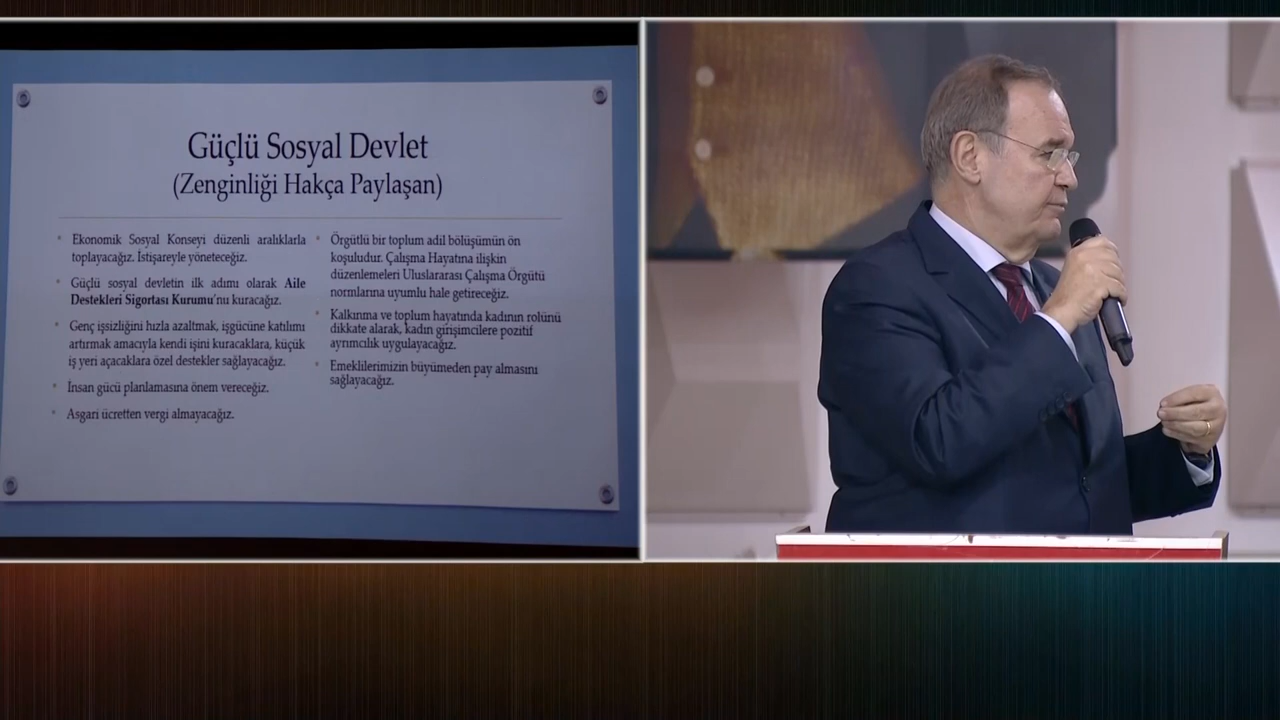 Güçlü Sosyal Devlet
(Zenginliği Hakça Paylaşan)
• Ekonomik Sosyal Konseyi düzenli aralıklarla
toplayacağız. İstişareyle yöneteceğiz.
• Güçlü sosyal devletin ilk adımı olarak Aile
Destekleri Sigortası Kurumu'nu kuracağız.
• Genç işsizliğini hızla azaltmak, işgücüne katılımı
artırmak amacıyla kendi işini kuracaklara, küçük
iş yeri açacaklara özel destekler sağlayacağız.
• İnsan gücü planlamasına önem vereceğiz.
• Asgari ücretten vergi almayacağız.
• Örgütlü bir toplum adil bölüşümün ön
koşuludur. Çalışma Hayatına ilişkin
düzenlemeleri Uluslararası Çalışma Örgütü
normlarına uyumlu hale getireceğiz.
• Kalkınma ve toplum hayatında kadının rolünü
dikkate alarak, kadın girişimcilere pozitif
ayrımcılık uygulayacağız.
• Emeklilerimizin büyümeden pay almasını
sağlayacağız.